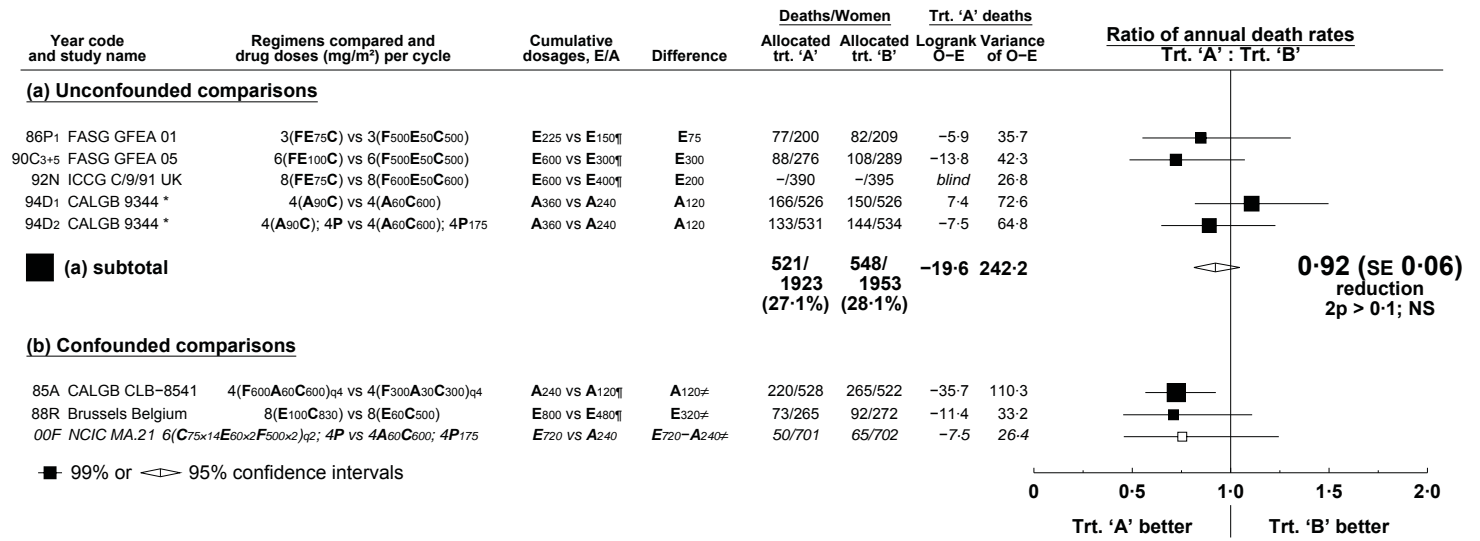 Deaths/Women Trt. ‘A’ deaths
Year code Regimens compared and Cumulative Allocated Allocated Logrank Variance Ratio of annual death rates
and study name drug doses (mg/m²) per cycle dosages, E/A Difference trt. ‘A’ trt. ‘B’ O−E of O−E Trt. ‘A’ : Trt. ‘B’
(a) Unconfounded comparisons
86P1 FASG GFEA 01 3(FE75C) vs 3(F500E50C500) E225 vs E150¶ E75 77/200 82/209 −5·9 35·7
90C3+5 FASG GFEA 05 6(FE100C) vs 6(F500E50C500) E600 vs E300¶ E300 88/276 108/289 −13·8 42·3
92N ICCG C/9/91 UK 8(FE75C) vs 8(F600E50C600) E600 vs E400¶ E200 −/390 −/395 blind 26·8
94D1 CALGB 9344 * 4(A90C) vs 4(A60C600) A360 vs A240 A120 166/526 150/526 7·4 72·6
94D2 CALGB 9344 * 4(A90C); 4P vs 4(A60C600); 4P175 A360 vs A240 A120 133/531 144/534 −7·5 64·8
(a) subtotal 521/ 548/ −19·6 242·2 0·92 (SE 0·06)
1923 1953 reduction
(27·1%) (28·1%) 2p > 0·1; NS
(b) Confounded comparisons
85A CALGB CLB−8541 4(F600A60C600)q4 vs 4(F300A30C300)q4 A240 vs A120¶ A120≠ 220/528 265/522 −35·7 110·3
88R Brussels Belgium 8(E100C830) vs 8(E60C500) E800 vs E480¶ E320≠ 73/265 92/272 −11·4 33·2
00F NCIC MA.21 6(C75x14E60x2F500x2)q2; 4P vs 4A60C600; 4P175 E720 vs A240 E720−A240≠ 50/701 65/702 −7·5 26·4
99% or 95% confidence intervals
0 0·5 1·0 1·5 2·0
Trt. ‘A’ better Trt. ‘B’ better